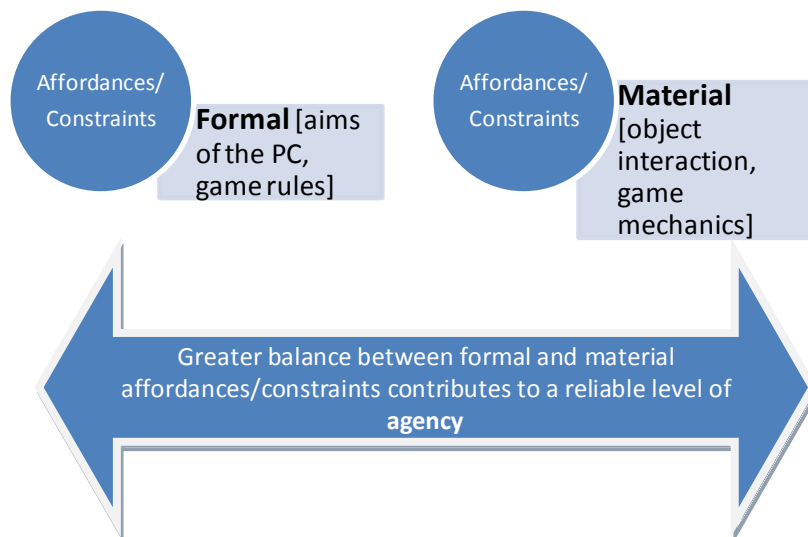 Affordances/
Constraints
Formal [aims
of the PC,
game rules]
Affordances/
Constraints
Material
[object
interaction,
game
mechanics]
Greater balance between formal and material
affordances/constraints contributes to a reliable level of
agency